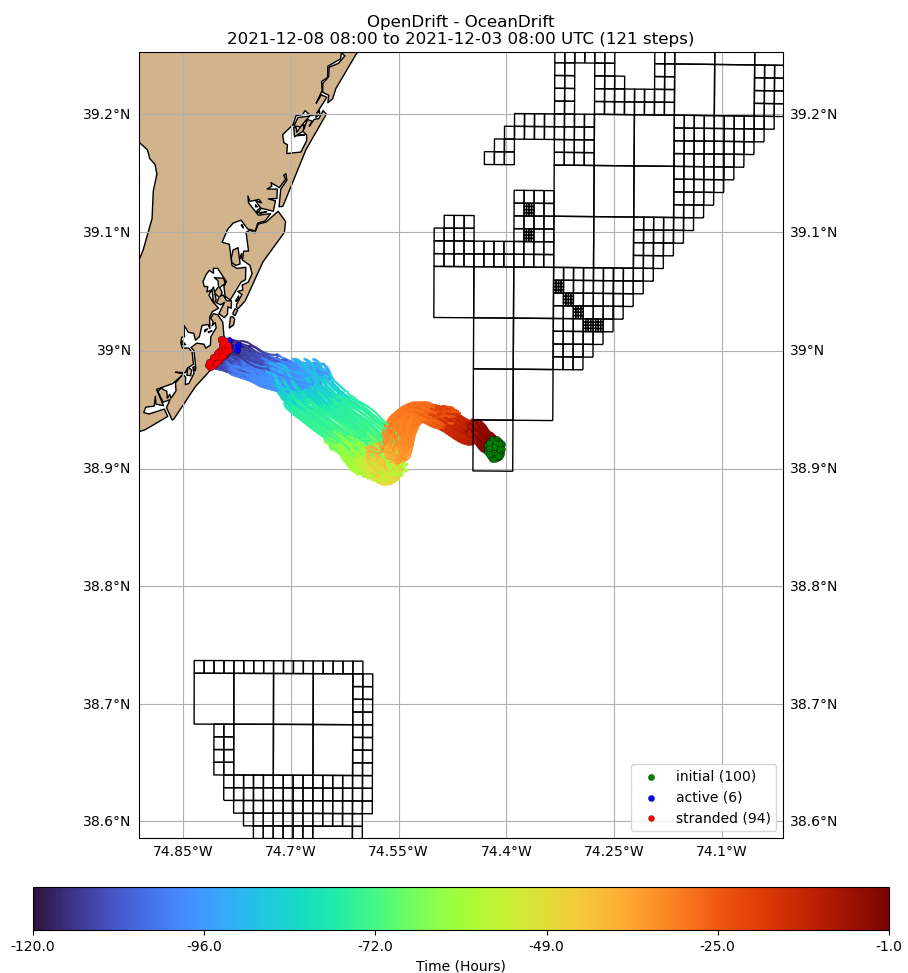 OpenDrift - OceanDrift
2021-12-08 08:00 to 2021-12-03 08:00 UTC (121 steps)
39.2°N
39.2°N
39.1°N
39.1°N
39°N
39°N
38.9°N
38.9°N
38.8°N
38.8°N
38.7°N
38.7°N
38.6°N
38.6°N
initial (100)
active (6)
stranded (94)
74.85°W 74.7°W 74.55°W 74.4°W 74.25°W 74.1°W
-120.0 -96.0 -72.0 -49.0 -25.0 -1.0
Time (Hours)